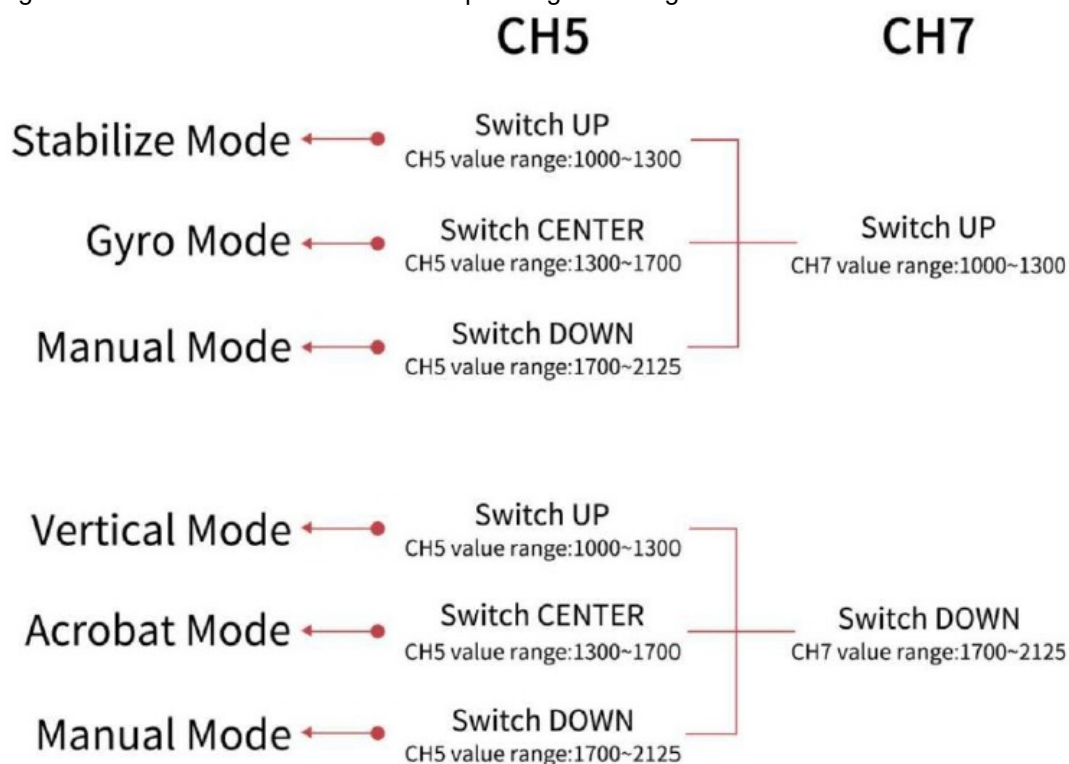 CH5 CH7
Stabilize Mode
Switch UP
CH5 value range:1000~1300
Gyro Mode
Switch CENTER
CH5 value range:1300~1700
Switch UP
CH7 value range:1000~1300
Manual Mode
Switch DOWN
CH5 value range:1700~2125
Vertical Mode
Switch UP
CH5 value range:1000~1300
Acrobat Mode
Switch CENTER
CH5 value range:1300~1700
Switch DOWN
CH7 value range:1700~2125
Manual Mode
Switch DOWN
CH5 value range:1700~2125